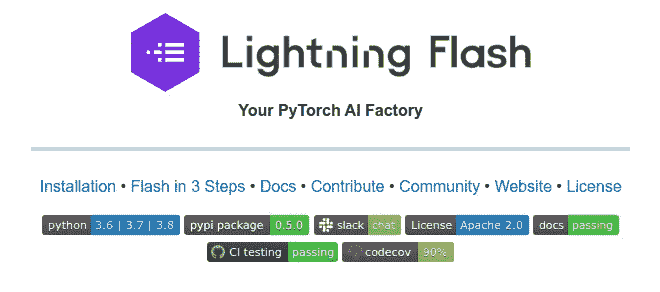 Lightning Flash
Your PyTorch AI Factory
Installation • Flash in 3 Steps • Docs • Contribute • Community • Website • License
python 3.6 | 3.7 | 3.8 pypi package 0.5.0 slack chat License Apache 2.0 docs passing
CI testing passing codecov 90%